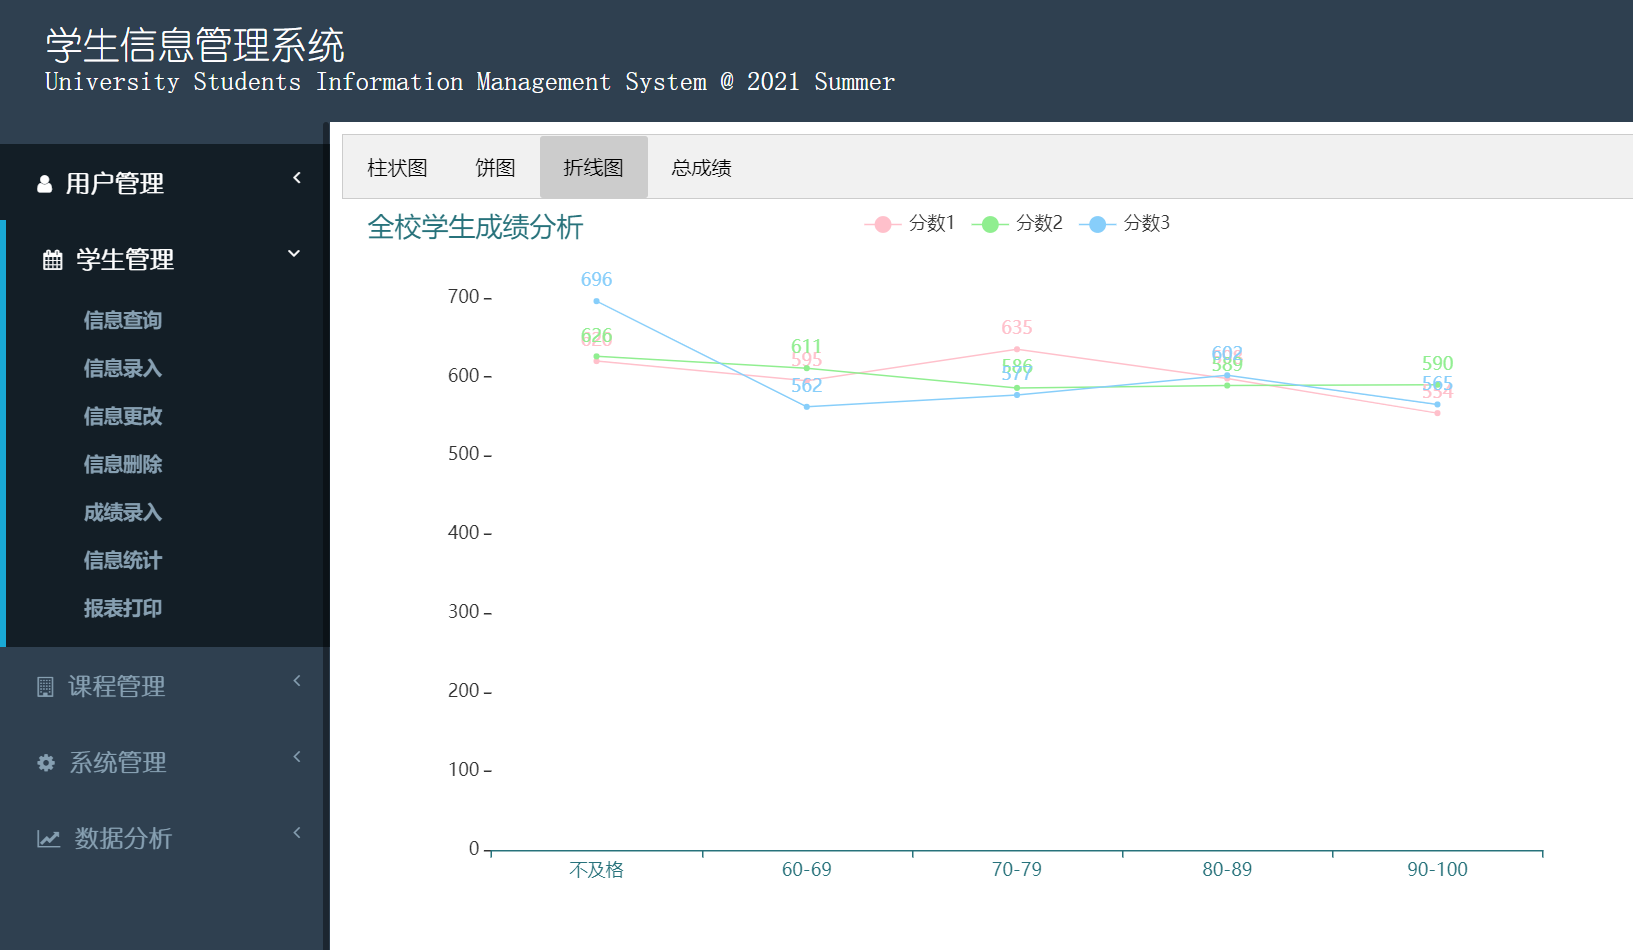 学生信息管理系统
University Students Information Management System @ 2021 Summer
用户管理
学生管理
信息查询
信息录入
信息更改
信息删除
成绩录入
信息统计
报表打印
课程管理
系统管理
数据分析
柱状图 饼图 折线图 总成绩
全校学生成绩分析
分数1 分数2 分数3
700
600
500
400
300
200
100
0
696
626
620
611
595
562
635
586
577
602
589
590
565
554
不及格 60-69 70-79 80-89 90-100